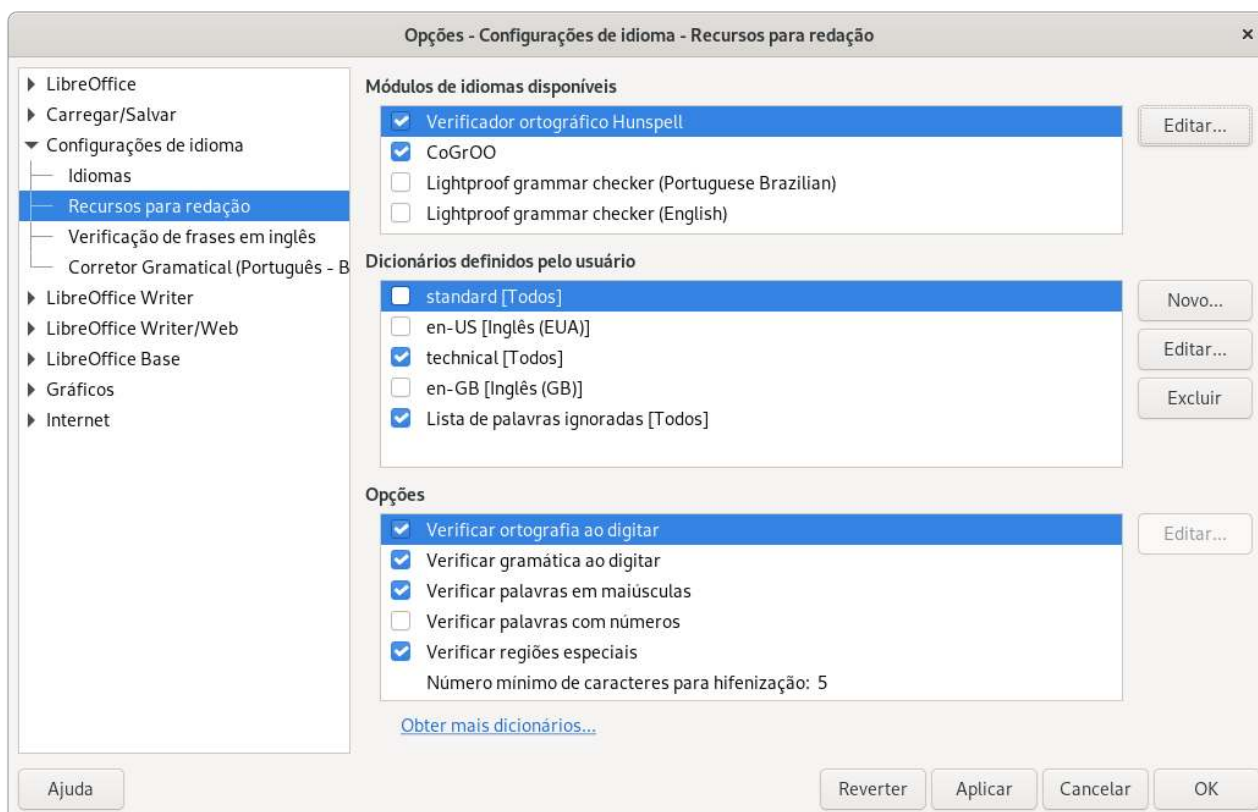 Opções - Configurações de idioma - Recursos para redação
LibreOffice
Carregar/Salvar
Configurações de idioma
Idiomas
Recursos para redação
Verificação de frases em inglês
Corretor Gramatical (Português - B
LibreOffice Writer
LibreOffice Writer/Web
LibreOffice Base
Gráficos
Internet
Módulos de idiomas disponíveis
Verificador ortográfico Hunspell
CoGrOO
Lightproof grammar checker (Portuguese Brazilian)
Lightproof grammar checker (English)
Editar...
Dicionários definidos pelo usuário
standard [Todos]
en-US [Inglês (EUA)]
technical [Todos]
en-GB [Inglês (GB)]
Lista de palavras ignoradas [Todos]
Novo...
Editar...
Excluir
Opções
Verificar ortografia ao digitar
Verificar gramática ao digitar
Verificar palavras em maiúsculas
Verificar palavras com números
Verificar regiões especiais
Número mínimo de caracteres para hifenização: 5
Editar...
Obter mais dicionários...
Ajuda
Reverter
Aplicar
Cancelar
OK